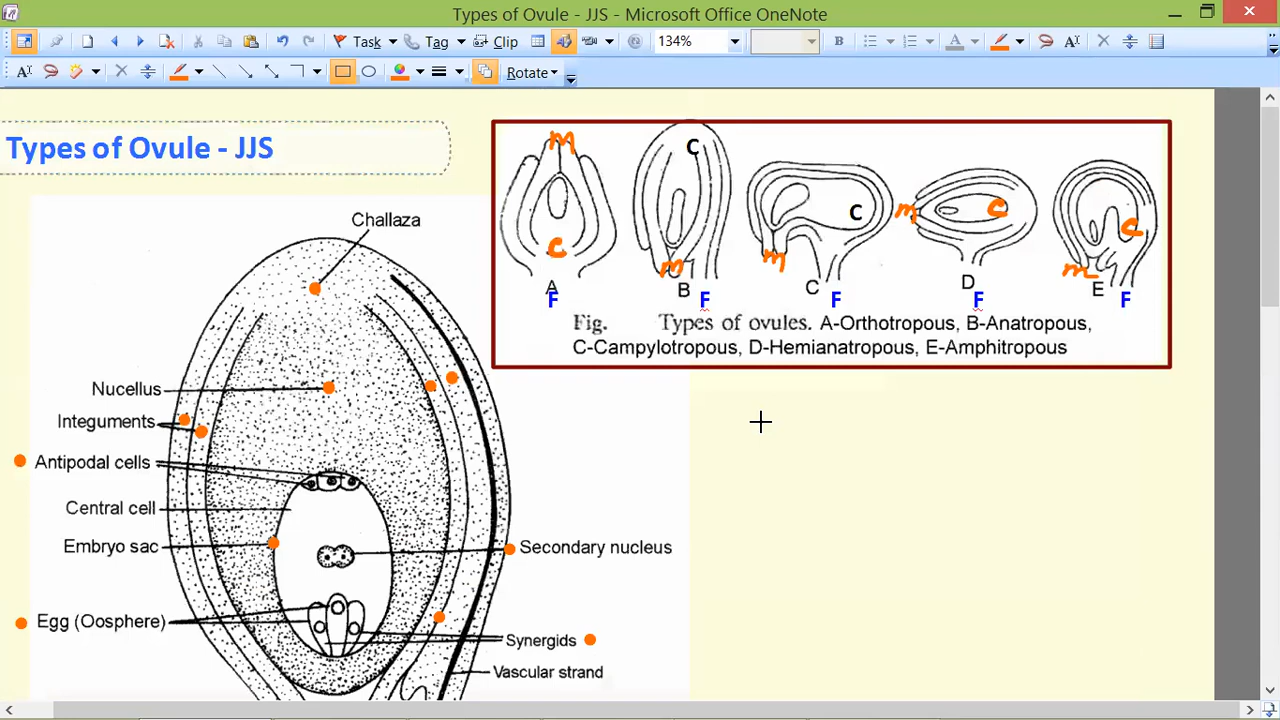 Types of Ovule - JJS - Microsoft Office OneNote
Task Tag Clip 134% B A A
A Rotate
Types of Ovule - JJS
M C M C M C m C m C
A B C D E
F F F F F
Fig. Types of ovules. A-Orthotropous, B-Anatropous,
C-Campylotropous, D-Hemianatropous, E-Amphitropous
Challaza
Nucellus
Integuments
Antipodal cells
Central cell
Embryo sac
Secondary nucleus
Egg (Oosphere)
Synergids
Vascular strand